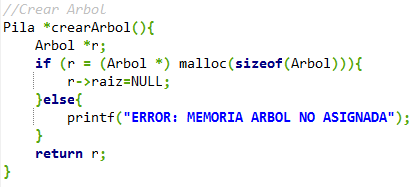 //Crear Arbol
Pila *crearArbol(){
    Arbol *r;
    if (r = (Arbol *) malloc(sizeof(Arbol))){
        r->raiz=NULL;
    }else{
        printf("ERROR: MEMORIA ARBOL NO ASIGNADA");
    }
    return r;
}